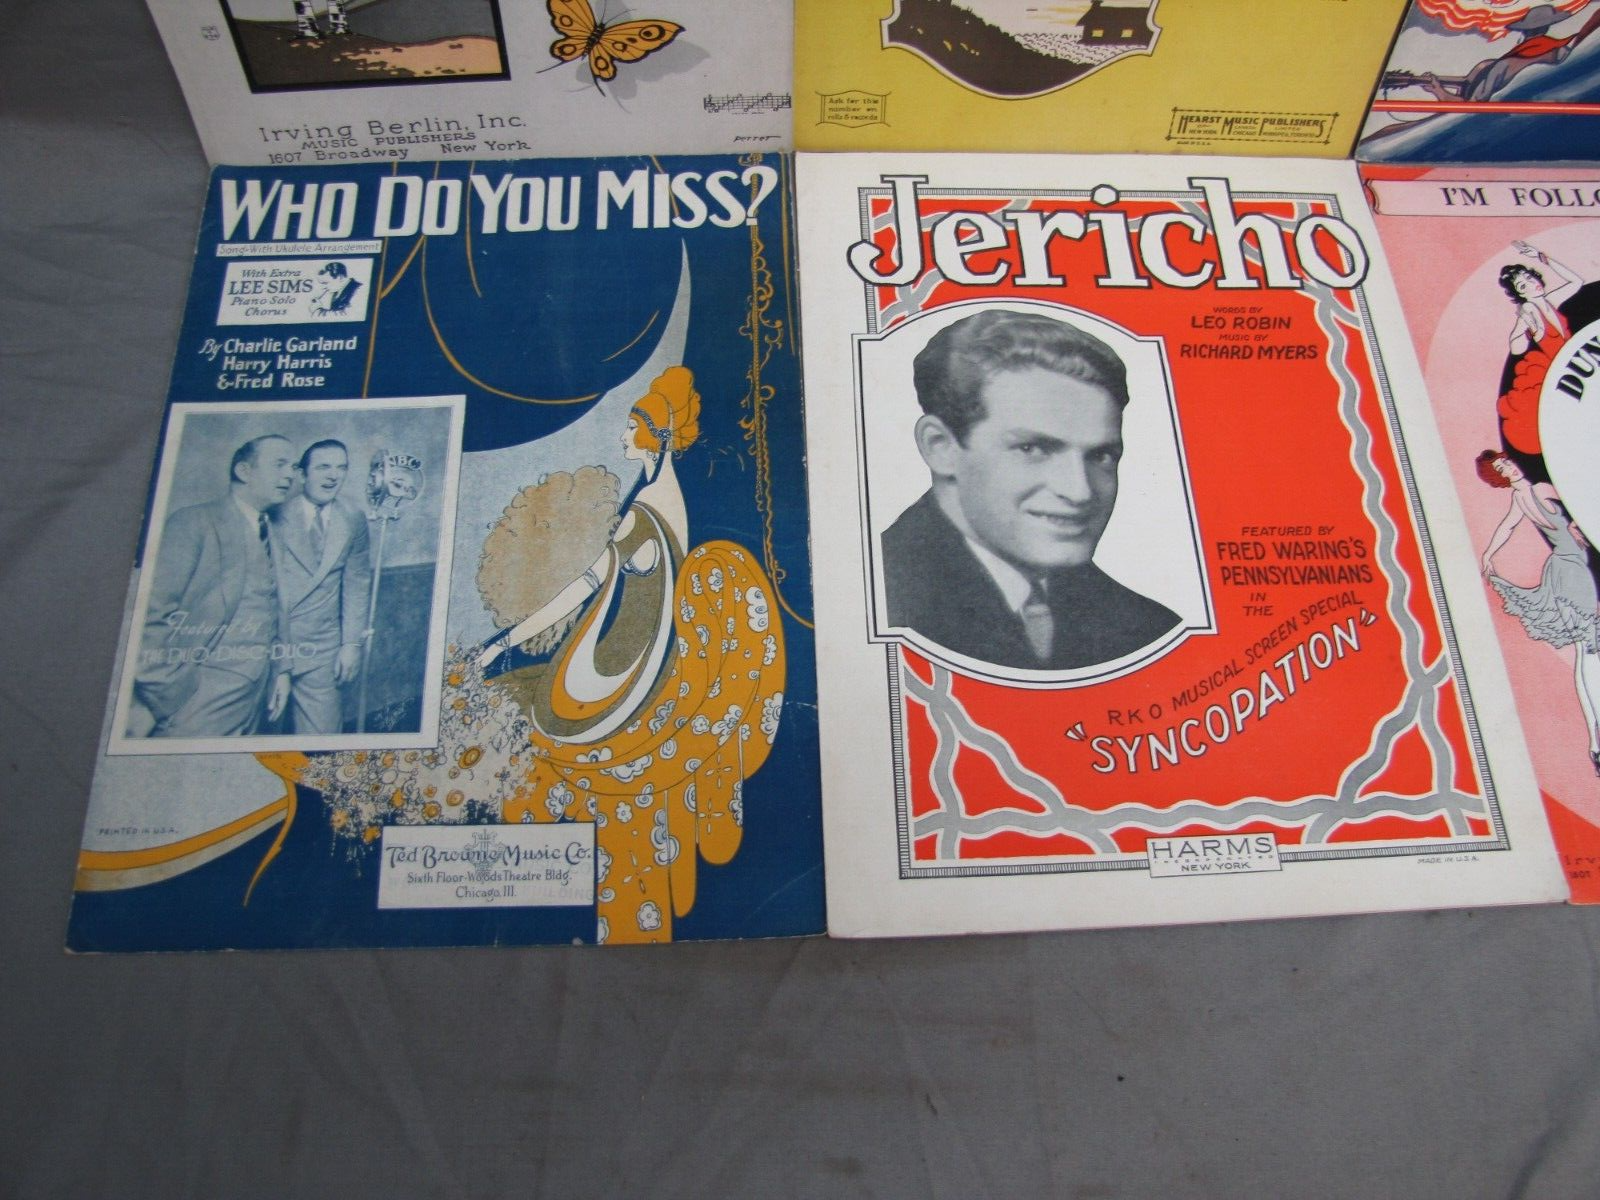 Irving Berlin, Inc.
MUSIC PUBLISHERS
1607 Broadway New York
PERRET
Ask for this
number on
rolls & records
HEARST MUSIC PUBLISHERS
MADE IN U.S.A.
WHO DO YOU MISS?
Song-With Ukulele Arrangement
With Extra
LEE SIMS
Piano Solo
Chorus
By Charlie Garland
Harry Harris
& Fred Rose
NBC
Featured by
THE DUO-DISC-DUO
PRINTED IN U.S.A.
Ted Browne Music Co.
Sixth Floor-Woods Theatre Bldg.
Chicago, Ill.
Jericho
WORDS BY
LEO ROBIN
MUSIC BY
RICHARD MYERS
FEATURED BY
FRED WARING'S
PENNSYLVANIANS
IN
THE
RKO MUSICAL SCREEN SPECIAL
"SYNCOPATION"
HARMS
NEW YORK
MADE IN U.S.A.
I'M FOLLO
DUN